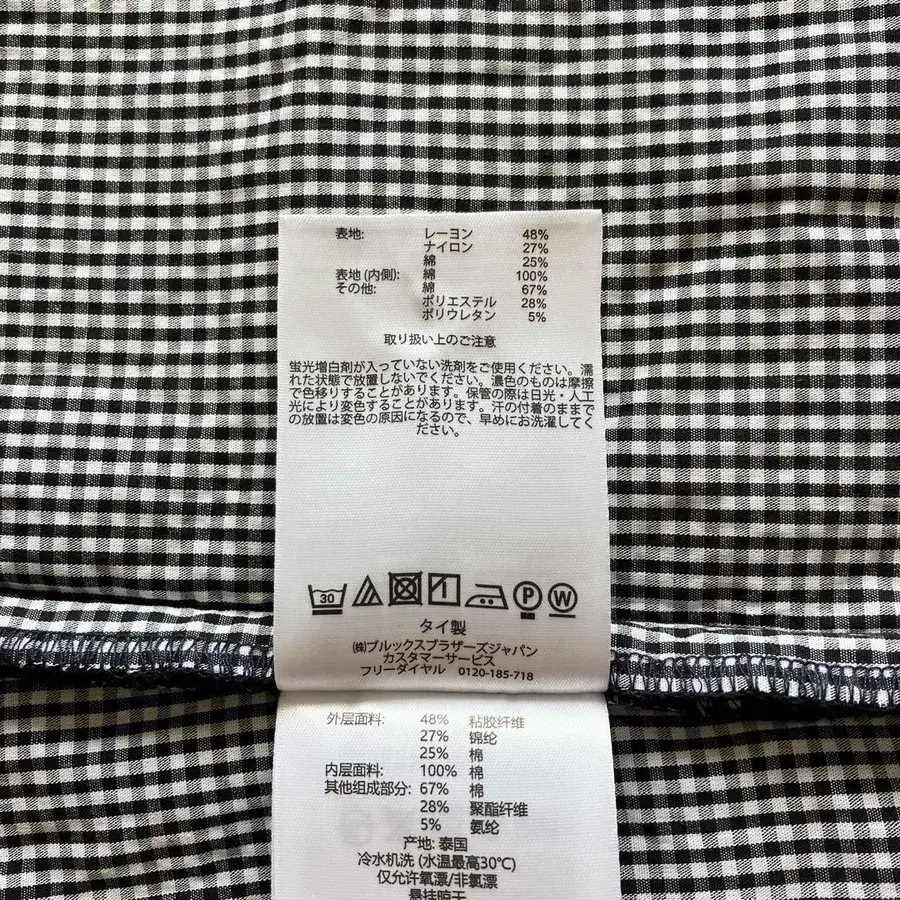 表地: レーヨン 48%
ナイロン 27%
綿 25%
表地 (内側): 綿 100%
その他: 綿 67%
ポリエステル 28%
ポリウレタン 5%
取り扱い上のご注意
蛍光増白剤が入っていない洗剤をご使用ください。濡
れた状態で放置しないでください。濃色のものは摩擦
で色移りすることがあります。保管の際は日光・人工
光により変色することがあります。汗の付着のままで
の放置は変色の原因になるので、早めにお洗濯してく
ださい。
30 P W
タイ製
㈱ブルックスブラザーズジャパン
カスタマーサービス
フリーダイヤル 0120-185-718
外层面料: 48% 粘胶纤维
27% 锦纶
25% 棉
内层面料: 100% 棉
其他组成部分: 67% 棉
28% 聚酯纤维
5% 氨纶
产地: 泰国
冷水机洗 (水温最高30℃)
仅允许氧漂/非氯漂
悬挂晾干